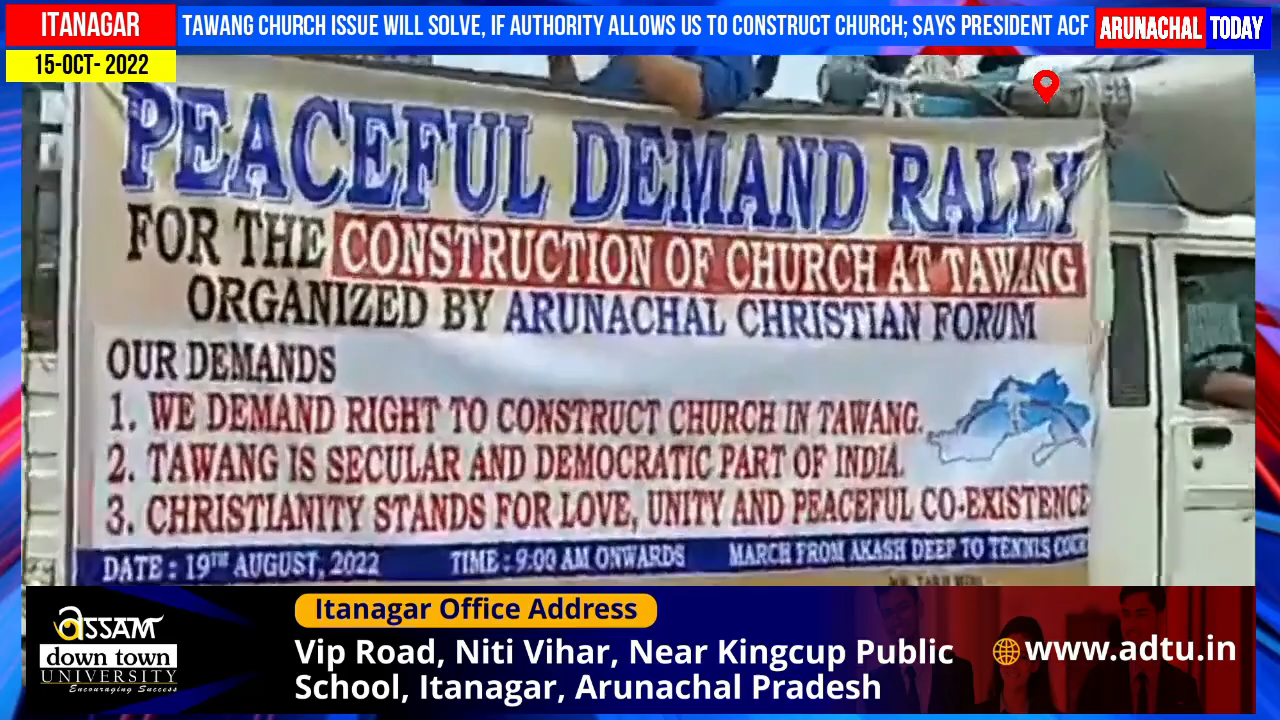 ITANAGAR
TAWANG CHURCH ISSUE WILL SOLVE, IF AUTHORITY ALLOWS US TO CONSTRUCT CHURCH; SAYS PRESIDENT ACF
ARUNACHAL TODAY
15-OCT- 2022
PEACEFUL DEMAND RALLY
FOR THE CONSTRUCTION OF CHURCH AT TAWANG
ORGANIZED BY ARUNACHAL CHRISTIAN FORUM
OUR DEMANDS
1. WE DEMAND RIGHT TO CONSTRUCT CHURCH IN TAWANG.
2. TAWANG IS SECULAR AND DEMOCRATIC PART OF INDIA.
3. CHRISTIANITY STANDS FOR LOVE, UNITY AND PEACEFUL CO-EXISTENCE
DATE : 19TH AUGUST, 2022 TIME : 9:00 AM ONWARDS MARCH FROM AKASH DEEP TO TENNIS
ASSAM
down town
UNIVERSITY
Encouraging Success
Itanagar Office Address
Vip Road, Niti Vihar, Near Kingcup Public
School, Itanagar, Arunachal Pradesh
www.adtu.in